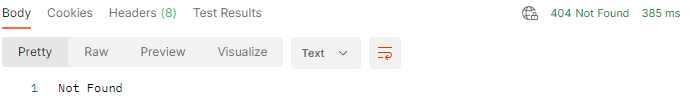 Body Cookies Headers (8) Test Results 404 Not Found 385 ms
Pretty Raw Preview Visualize Text
1 Not Found